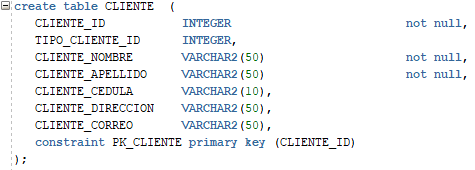 create table CLIENTE (
CLIENTE_ID INTEGER not null,
TIPO_CLIENTE_ID INTEGER,
CLIENTE_NOMBRE VARCHAR2(50) not null,
CLIENTE_APELLIDO VARCHAR2(50) not null,
CLIENTE_CEDULA VARCHAR2(10),
CLIENTE_DIRECCION VARCHAR2(50),
CLIENTE_CORREO VARCHAR2(50),
constraint PK_CLIENTE primary key (CLIENTE_ID)
);